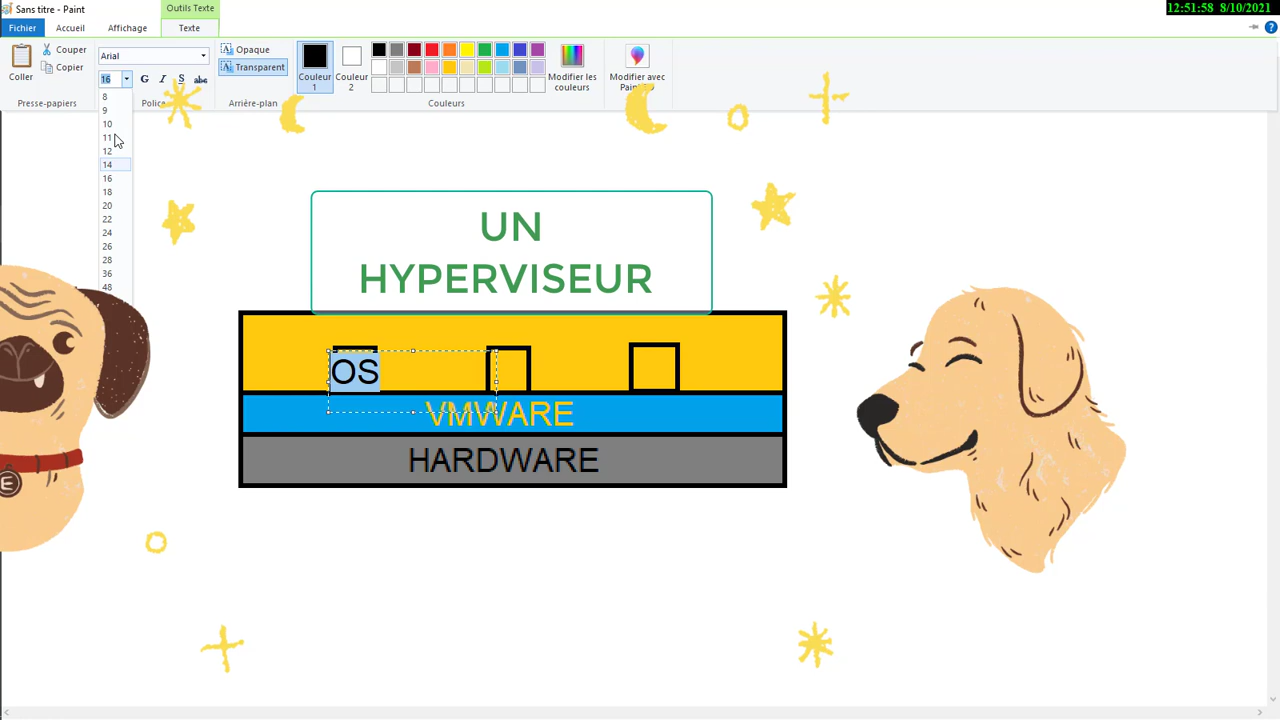 Sans titre - Paint
Outils Texte
12:51:58 8/10/2021
Fichier
Accueil
Affichage
Texte
Coller
Couper
Copier
Presse-papiers
Arial
16
G I S abc
Police
Opaque
Transparent
Arrière-plan
Couleur 1
Couleur 2
Modifier les couleurs
Couleurs
Modifier avec
8
9
10
11
12
14
16
18
20
22
24
26
28
36
48
UN
HYPERVISEUR
OS
VMWARE
HARDWARE
E